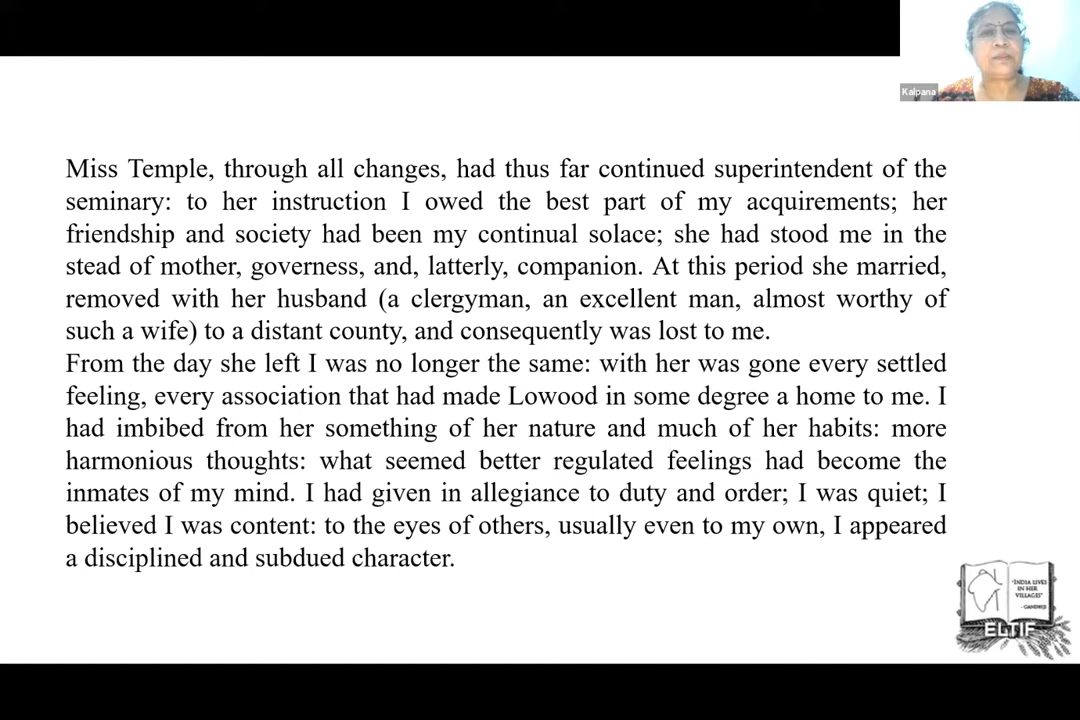 Kalpana
Miss Temple, through all changes, had thus far continued superintendent of the
seminary: to her instruction I owed the best part of my acquirements; her
friendship and society had been my continual solace; she had stood me in the
stead of mother, governess, and, latterly, companion. At this period she married,
removed with her husband (a clergyman, an excellent man, almost worthy of
such a wife) to a distant county, and consequently was lost to me.
From the day she left I was no longer the same: with her was gone every settled
feeling, every association that had made Lowood in some degree a home to me. I
had imbibed from her something of her nature and much of her habits: more
harmonious thoughts: what seemed better regulated feelings had become the
inmates of my mind. I had given in allegiance to duty and order; I was quiet; I
believed I was content: to the eyes of others, usually even to my own, I appeared
a disciplined and subdued character.
"INDIA LIVES
IN HER
VILLAGES"
- GANDHIJI
ELTIF